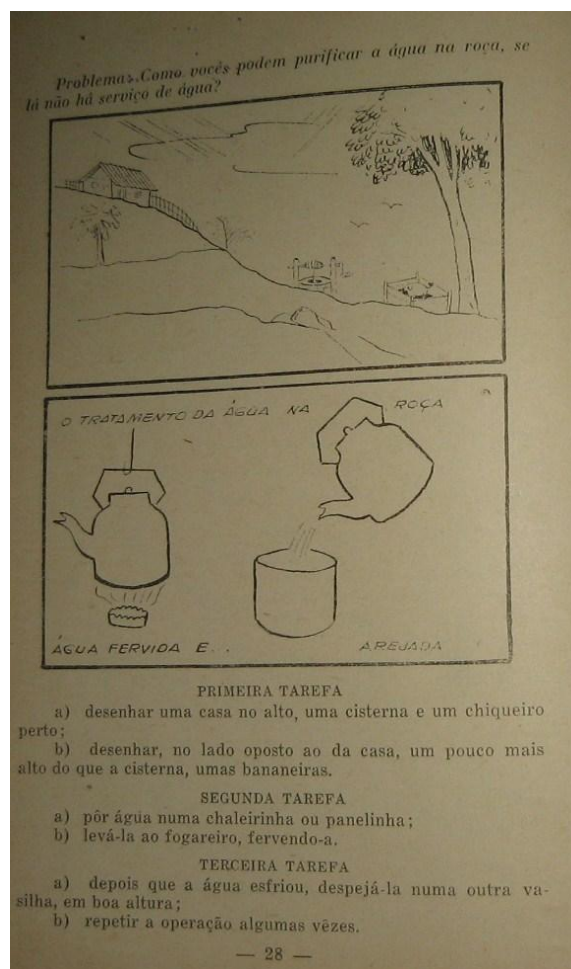 Problema: Como vocês podem purificar a água na roça, se
lá não há serviço de água?
O TRATAMENTO DA ÁGUA NA ROÇA
ÁGUA FERVIDA E . . AREJADA
PRIMEIRA TAREFA
a) desenhar uma casa no alto, uma cisterna e um chiqueiro
perto;
b) desenhar, no lado oposto ao da casa, um pouco mais
alto do que a cisterna, umas bananeiras.
SEGUNDA TAREFA
a) pôr água numa chaleirinha ou panelinha;
b) levá-la ao fogareiro, fervendo-a.
TERCEIRA TAREFA
a) depois que a água esfriou, despejá-la numa outra va-
silha, em boa altura;
b) repetir a operação algumas vêzes.
— 28 —